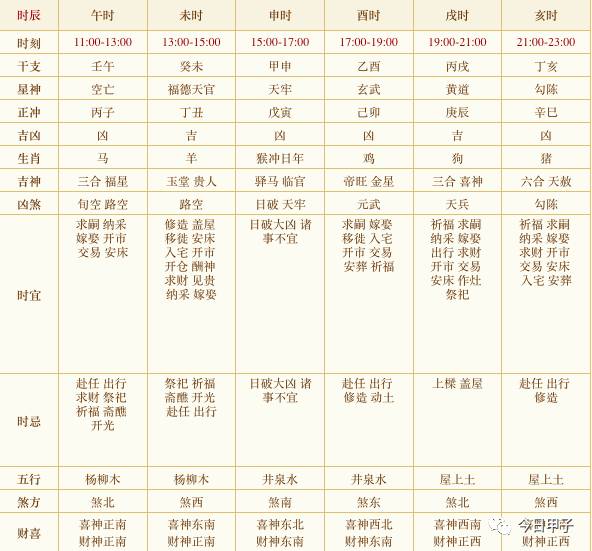 时辰 午时 未时 申时 酉时 戌时 亥时
时刻 11:00-13:00 13:00-15:00 15:00-17:00 17:00-19:00 19:00-21:00 21:00-23:00
干支 壬午 癸未 甲申 乙酉 丙戌 丁亥
星神 空亡 福德天官 天牢 玄武 黄道 勾陈
正冲 丙子 丁丑 戊寅 己卯 庚辰 辛巳
吉凶 凶 吉 凶 凶 吉 凶
生肖 马 羊 猴冲日年 鸡 狗 猪
吉神 三合 福星 玉堂 贵人 驿马 临官 帝旺 金星 三合 喜神 六合 天赦
凶煞 旬空 路空 路空 日破 天牢 元武 天兵 勾陈
时宜
求嗣 纳采
嫁娶 开市
交易 安床
修造 盖屋
移徙 安床
入宅 开市
开仓 酬神
求财 见贵
纳采 嫁娶
日破大凶 诸
事不宜
求嗣 嫁娶
移徙 入宅
开市 交易
安葬 祈福
祈福 求嗣
纳采 嫁娶
出行 求财
开市 交易
安床 作灶
祭祀
祈福 求嗣
纳采 嫁娶
求财 开市
交易 安床
入宅 安葬
时忌
赴任 出行
求财 祭祀
祈福 斋醮
开光
祭祀 祈福
斋醮 开光
赴任 出行
日破大凶 诸
事不宜
赴任 出行
修造 动土
上樑 盖屋
赴任 出行
修造
五行 杨柳木 杨柳木 井泉水 井泉水 屋上土 屋上土
煞方 煞北 煞西 煞南 煞东 煞北 煞西
财喜
喜神正南
财神正南
喜神东南
财神东南
喜神东北
财神东南
喜神西北
财神东南
喜神西南
财神正西
财神正西
今日甲子